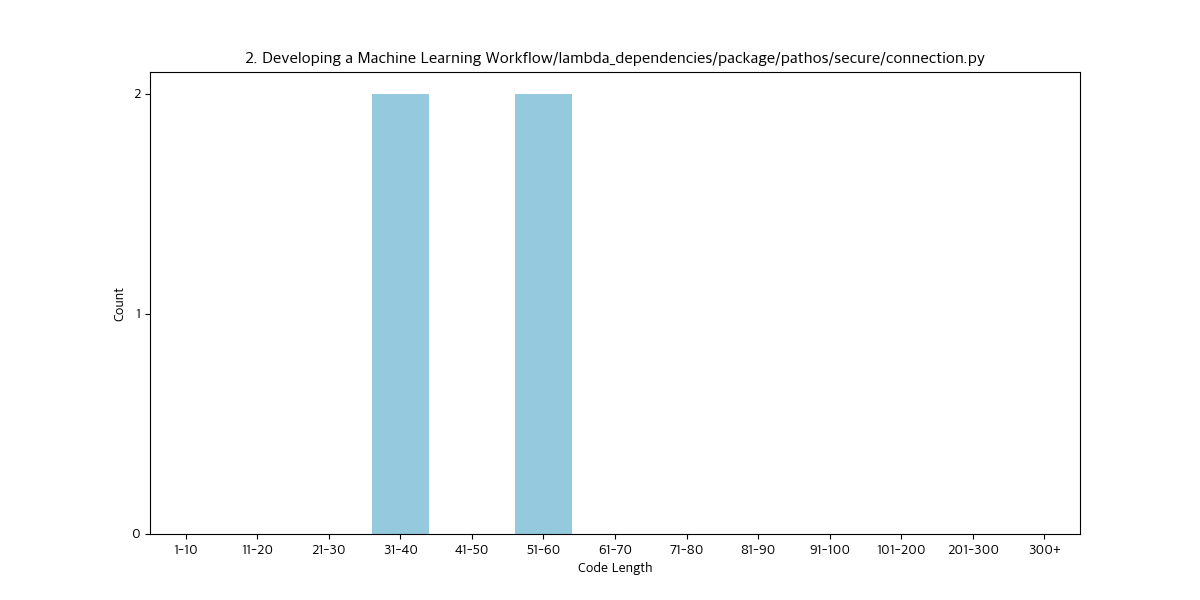 2. Developing a Machine Learning Workflow/lambda_dependencies/package/pathos/secure/connection.py
2
1
0
Count
1-10 11-20 21-30 31-40 41-50 51-60 61-70 71-80 81-90 91-100 101-200 201-300 300+
Code Length